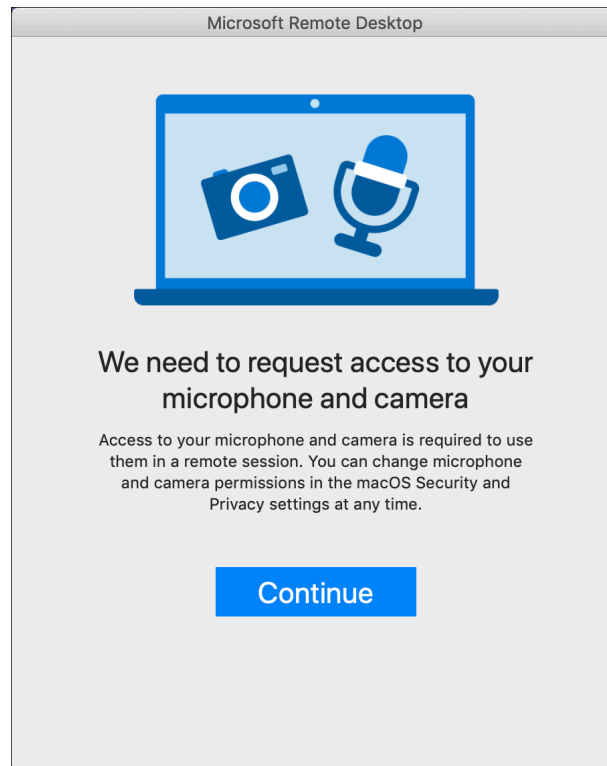 Microsoft Remote Desktop
We need to request access to your
microphone and camera
Access to your microphone and camera is required to use
them in a remote session. You can change microphone
and camera permissions in the macOS Security and
Privacy settings at any time.
Continue